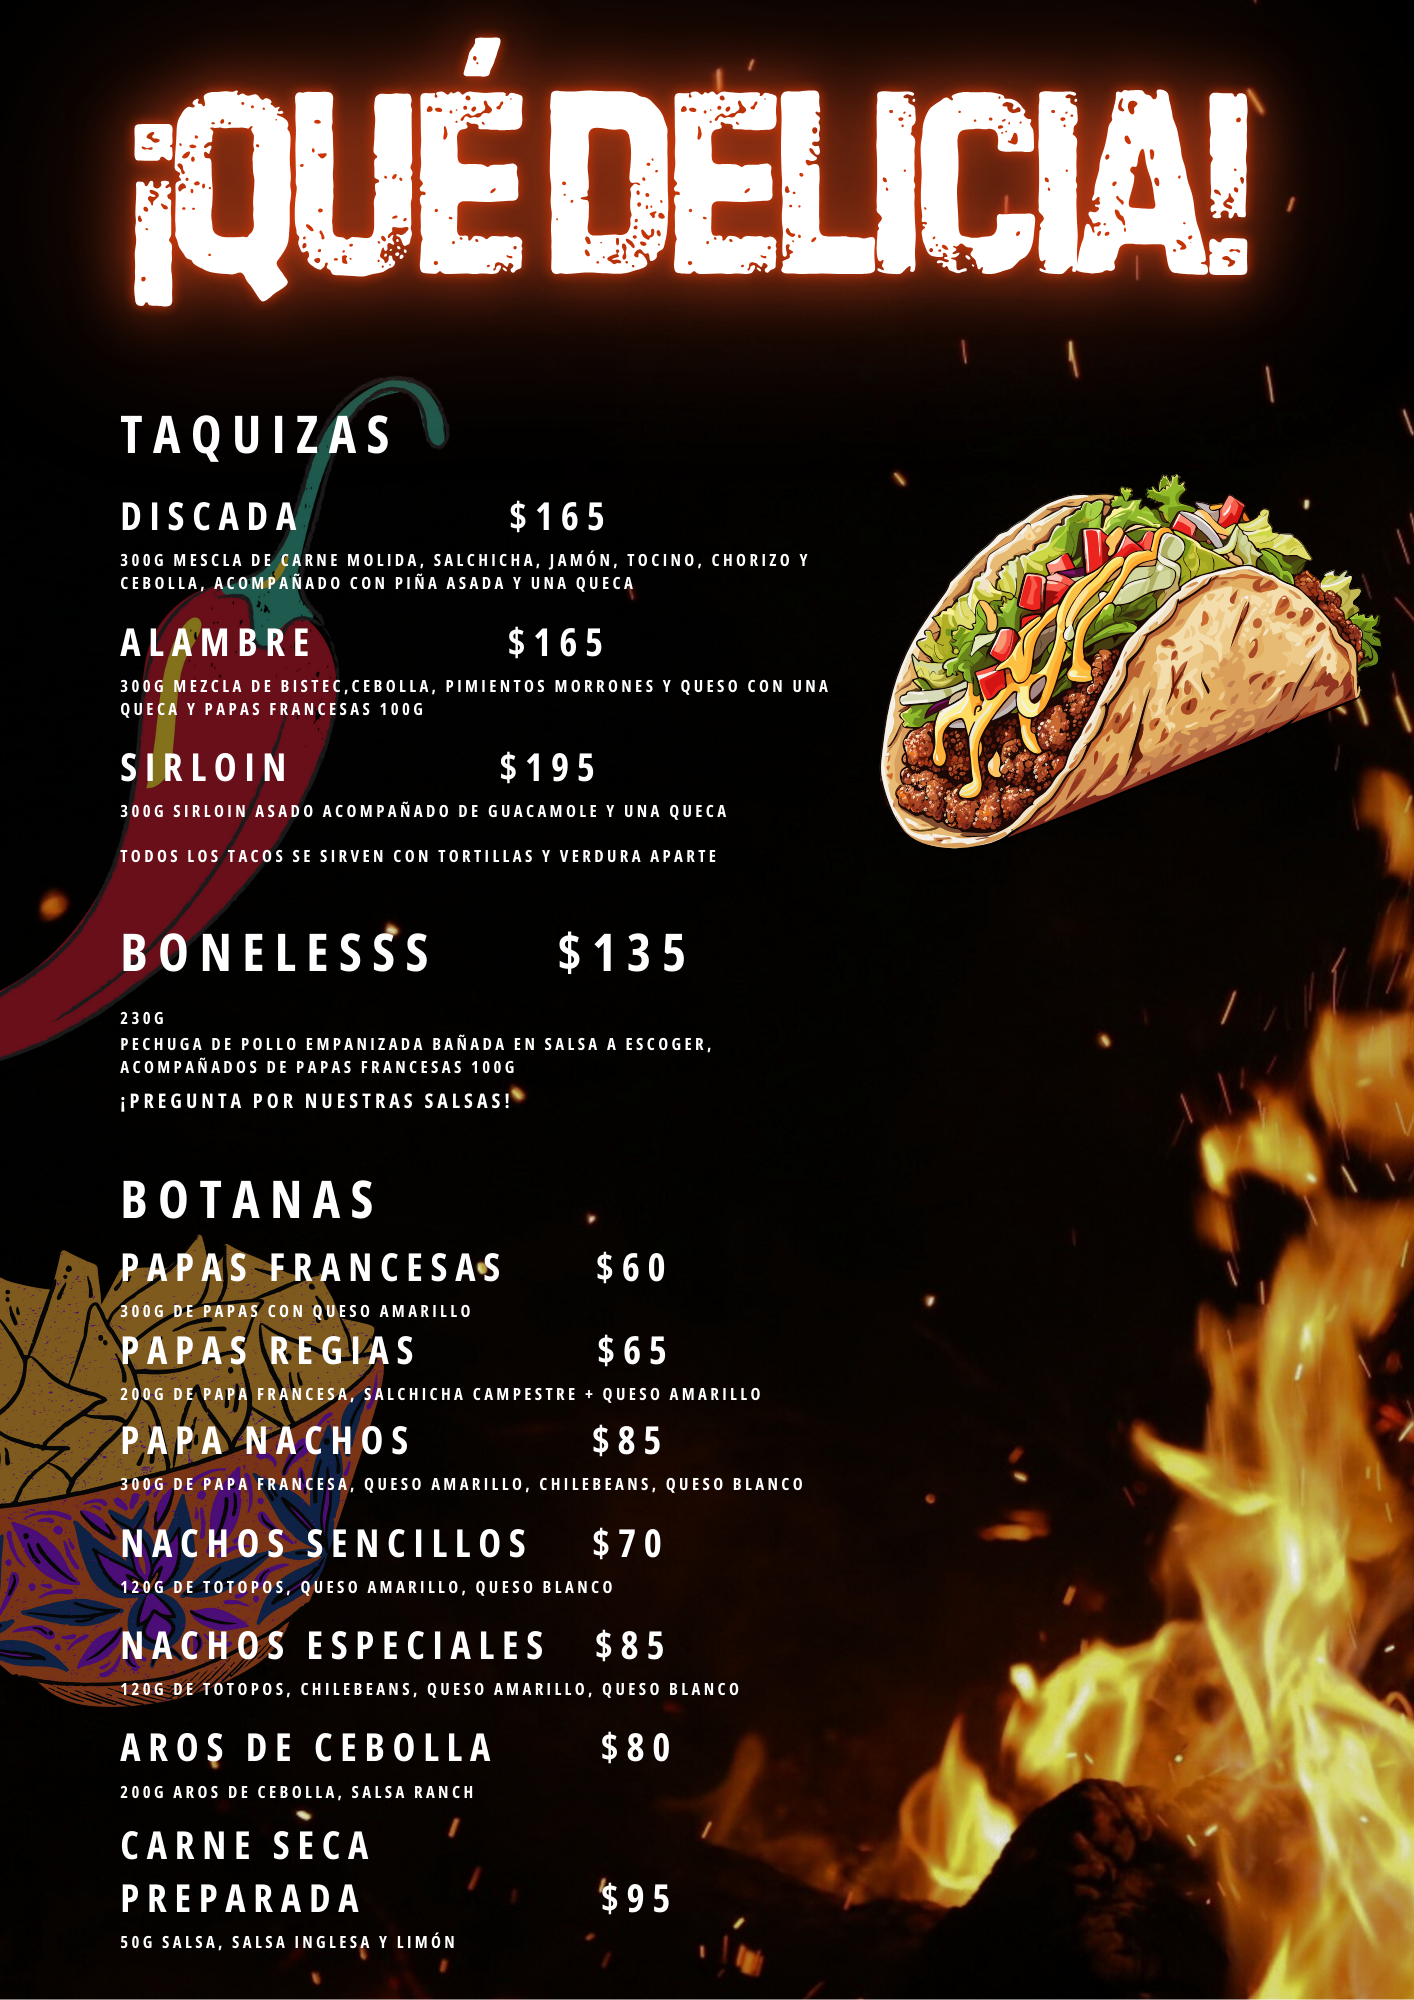 ¡QUÉ DELICIA!
TAQUIZAS
DISCADA $165
300G MESCLA DE CARNE MOLIDA, SALCHICHA, JAMÓN, TOCINO, CHORIZO Y
CEBOLLA, ACOMPAÑADO CON PIÑA ASADA Y UNA QUECA
ALAMBRE $165
300G MEZCLA DE BISTEC,CEBOLLA, PIMIENTOS MORRONES Y QUESO CON UNA
QUECA Y PAPAS FRANCESAS 100G
SIRLOIN $195
300G SIRLOIN ASADO ACOMPAÑADO DE GUACAMOLE Y UNA QUECA
TODOS LOS TACOS SE SIRVEN CON TORTILLAS Y VERDURA APARTE
BONELESSS $135
230G
PECHUGA DE POLLO EMPANIZADA BAÑADA EN SALSA A ESCOGER,
ACOMPAÑADOS DE PAPAS FRANCESAS 100G
¡PREGUNTA POR NUESTRAS SALSAS!
BOTANAS
PAPAS FRANCESAS $60
300G DE PAPAS CON QUESO AMARILLO
PAPAS REGIAS $65
200G DE PAPA FRANCESA, SALCHICHA CAMPESTRE + QUESO AMARILLO
PAPA NACHOS $85
300G DE PAPA FRANCESA, QUESO AMARILLO, CHILEBEANS, QUESO BLANCO
NACHOS SENCILLOS $70
120G DE TOTOPOS, QUESO AMARILLO, QUESO BLANCO
NACHOS ESPECIALES $85
120G DE TOTOPOS, CHILEBEANS, QUESO AMARILLO, QUESO BLANCO
AROS DE CEBOLLA $80
200G AROS DE CEBOLLA, SALSA RANCH
CARNE SECA
PREPARADA $95
50G SALSA, SALSA INGLESA Y LIMÓN